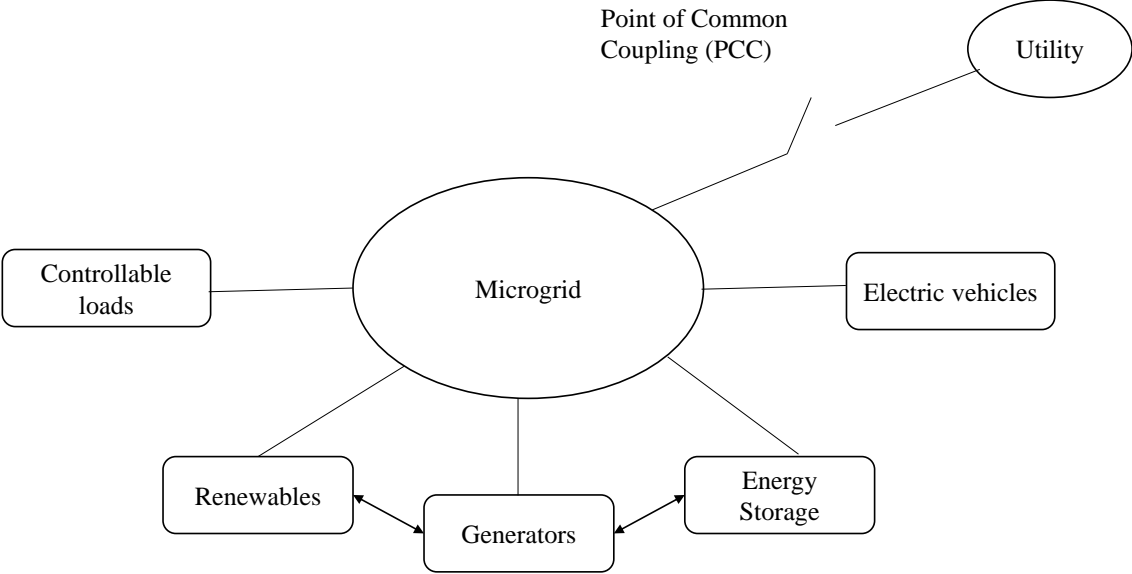 Point of Common
Coupling (PCC)
Utility
Controllable
loads
Microgrid
Electric vehicles
Renewables
Generators
Energy
Storage